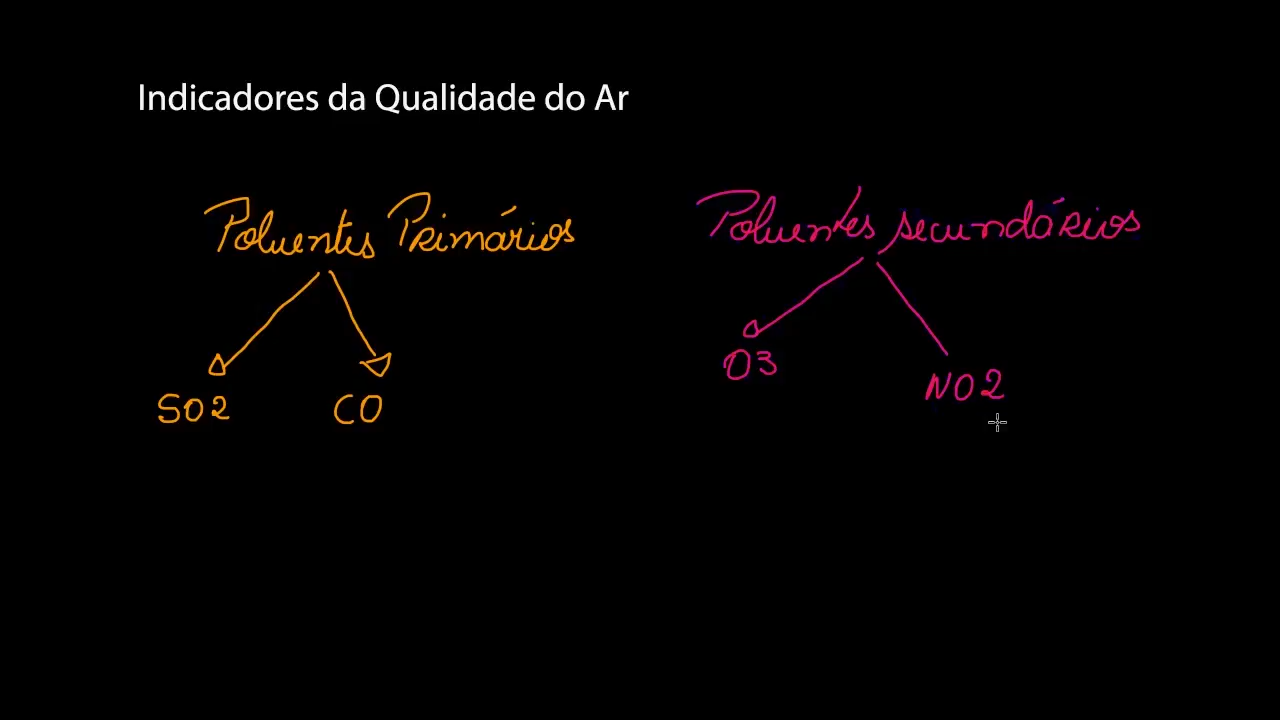 Indicadores da Qualidade do Ar
Poluentes Primários
Poluentes secundários
SO2
CO
O3
NO2